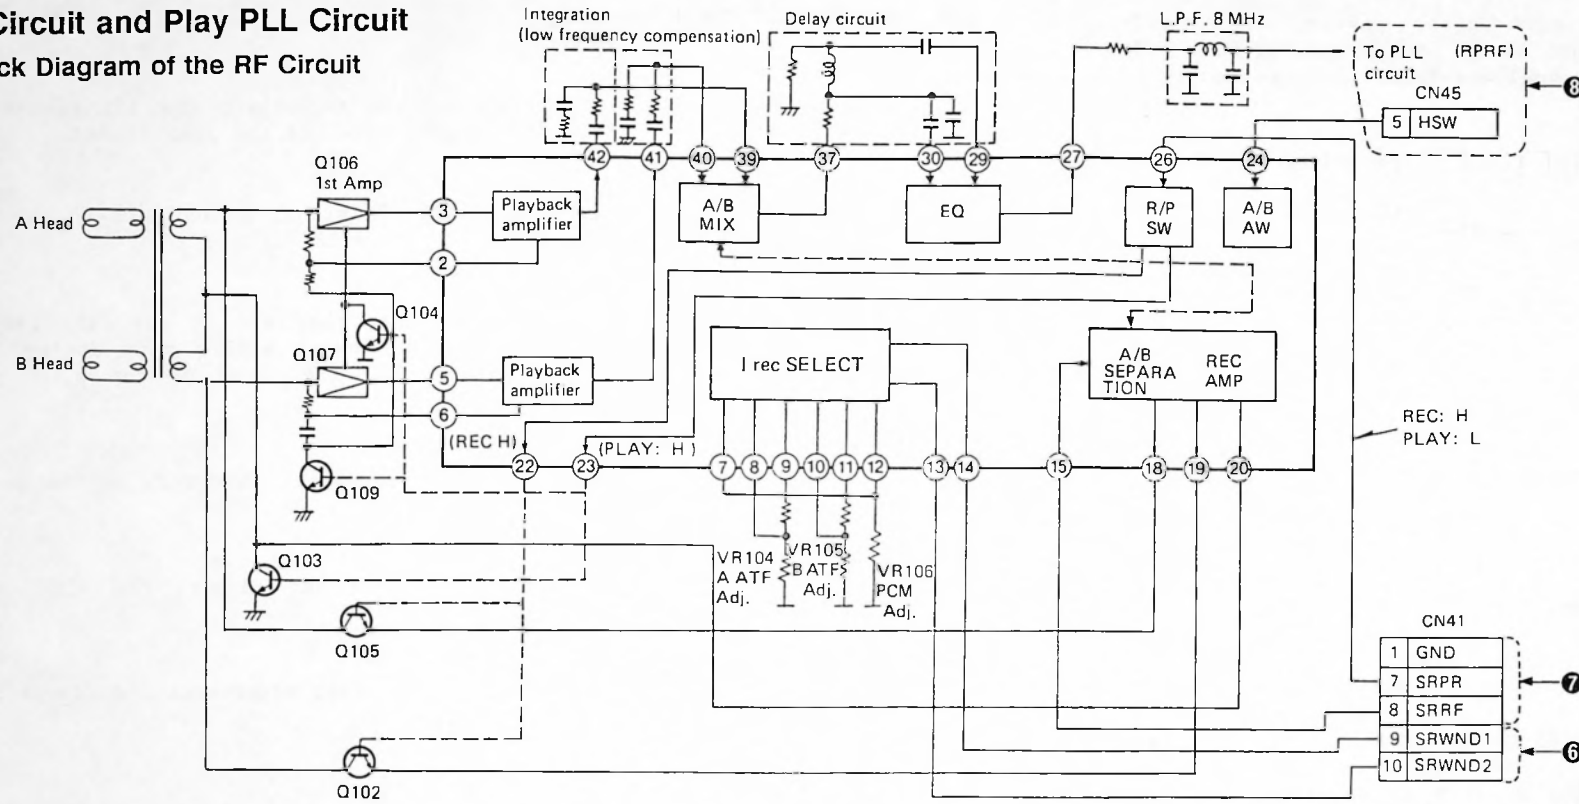 Circuit and Play PLL Circuit
ck Diagram of the RF Circuit
Integration
(low frequency compensation)
Delay circuit
L.P.F. 8 MHz
To PLL (RPRF)
circuit
CN45
5 HSW
8
42 41 40 39 37 30 29 27 26 24
Q106
1st Amp
A Head
3
Playback
amplifier
A/B
MIX
EQ
R/P
SW
A/B
AW
2
Q104
B Head
Q107
5
Playback
amplifier
6
I rec SELECT
A/B
SEPARA
TION
REC
AMP
(REC H)
(PLAY: H)
REC: H
PLAY: L
22 23 7 8 9 10 11 12 13 14 15 18 19 20
Q109
Q103
VR104
A ATF
Adj.
VR105
B ATF
Adj.
VR106
PCM
Adj.
Q105
Q102
CN41
1 GND
7 SRPR
8 SRRF
9 SRWND1
10 SRWND2
7
6